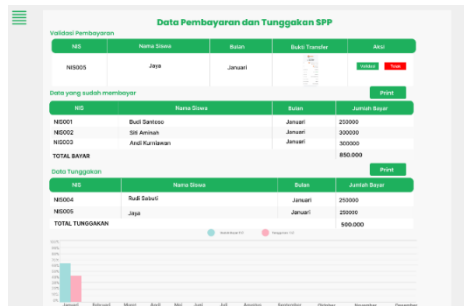 Data Pembayaran dan Tunggakan SPP
Validasi Pembayaran
NIS Nama Siswa Bulan Bukti Transfer Aksi
NIS005 Jaya Januari Validasi Tolak
Data yang sudah membayar Print
NIS Nama Siswa Bulan Jumlah Bayar
NIS001 Budi Santoso Januari 250000
NIS002 Siti Aminan Januari 300000
NIS003 Andi Kurniawan Januari 300000
TOTAL BAYAR 850.000
Data Tunggakan Print
NIS Nama Siswa Bulan Jumlah Bayar
NIS004 Rudi Sabuti Januari 250000
NIS005 Jaya Januari 250000
TOTAL TUNGGAKAN 500.000
Januari Februari Maret April Mei Juni Juli Agustus September Oktober November Desember